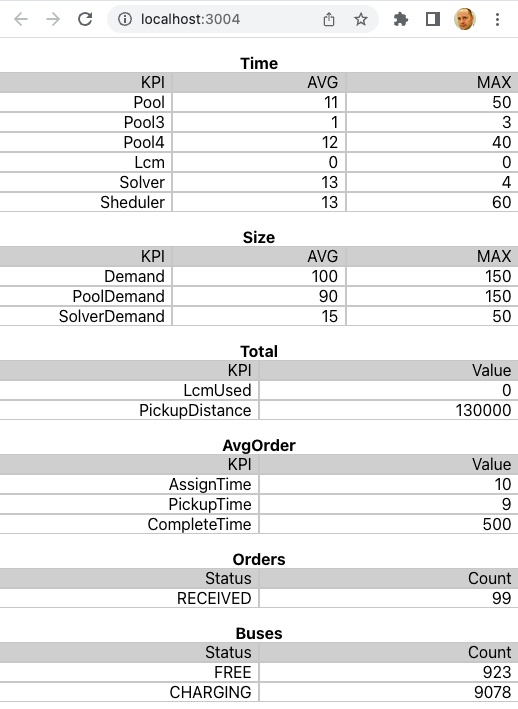 localhost:3004
Time
KPI AVG MAX
Pool 11 50
Pool3 1 3
Pool4 12 40
Lcm 0 0
Solver 13 4
Sheduler 13 60
Size
KPI AVG MAX
Demand 100 150
PoolDemand 90 150
SolverDemand 15 50
Total
KPI Value
LcmUsed 0
PickupDistance 130000
AvgOrder
KPI Value
AssignTime 10
PickupTime 9
CompleteTime 500
Orders
Status Count
RECEIVED 99
Buses
Status Count
FREE 923
CHARGING 9078